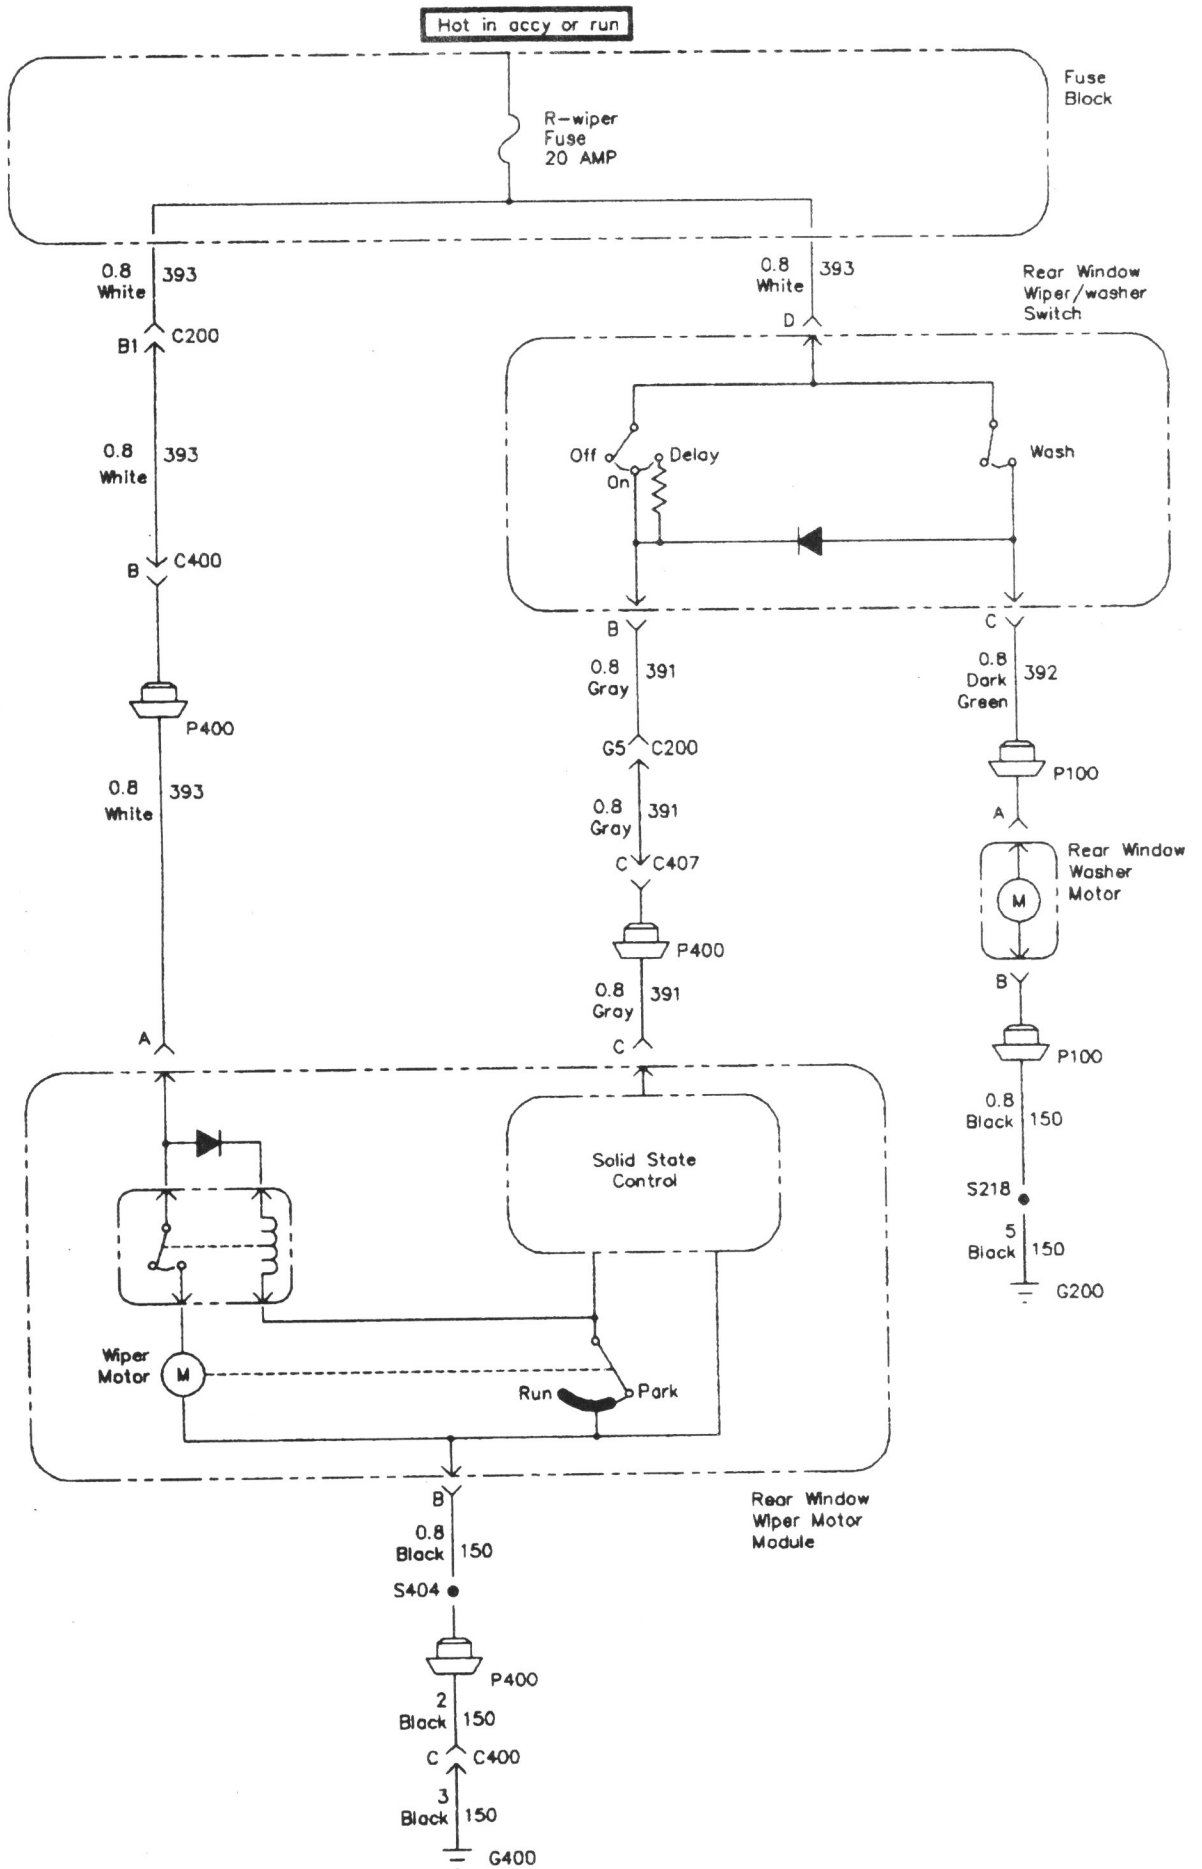 Hot in accy or run
Fuse
Block
R-wiper
Fuse
20 AMP
0.8
White
393
0.8
White
393
Rear Window
Wiper/washer
Switch
D
B1
C200
Off
On
Delay
Wash
0.8
White
393
B
C400
B
C
0.8
Gray
391
0.8
Dark
Green
392
P400
G5
C200
P100
0.8
White
393
0.8
Gray
391
A
C
C407
Rear Window
Washer
Motor
M
P400
B
0.8
Gray
391
A
C
P100
0.8
Black
150
Solid State
Control
S218
5
Black
150
G200
Wiper
Motor
M
Run
Park
B
Rear Window
Wiper Motor
Module
0.8
Black
150
S404
P400
2
Black
150
C
C400
3
Black
150
G400